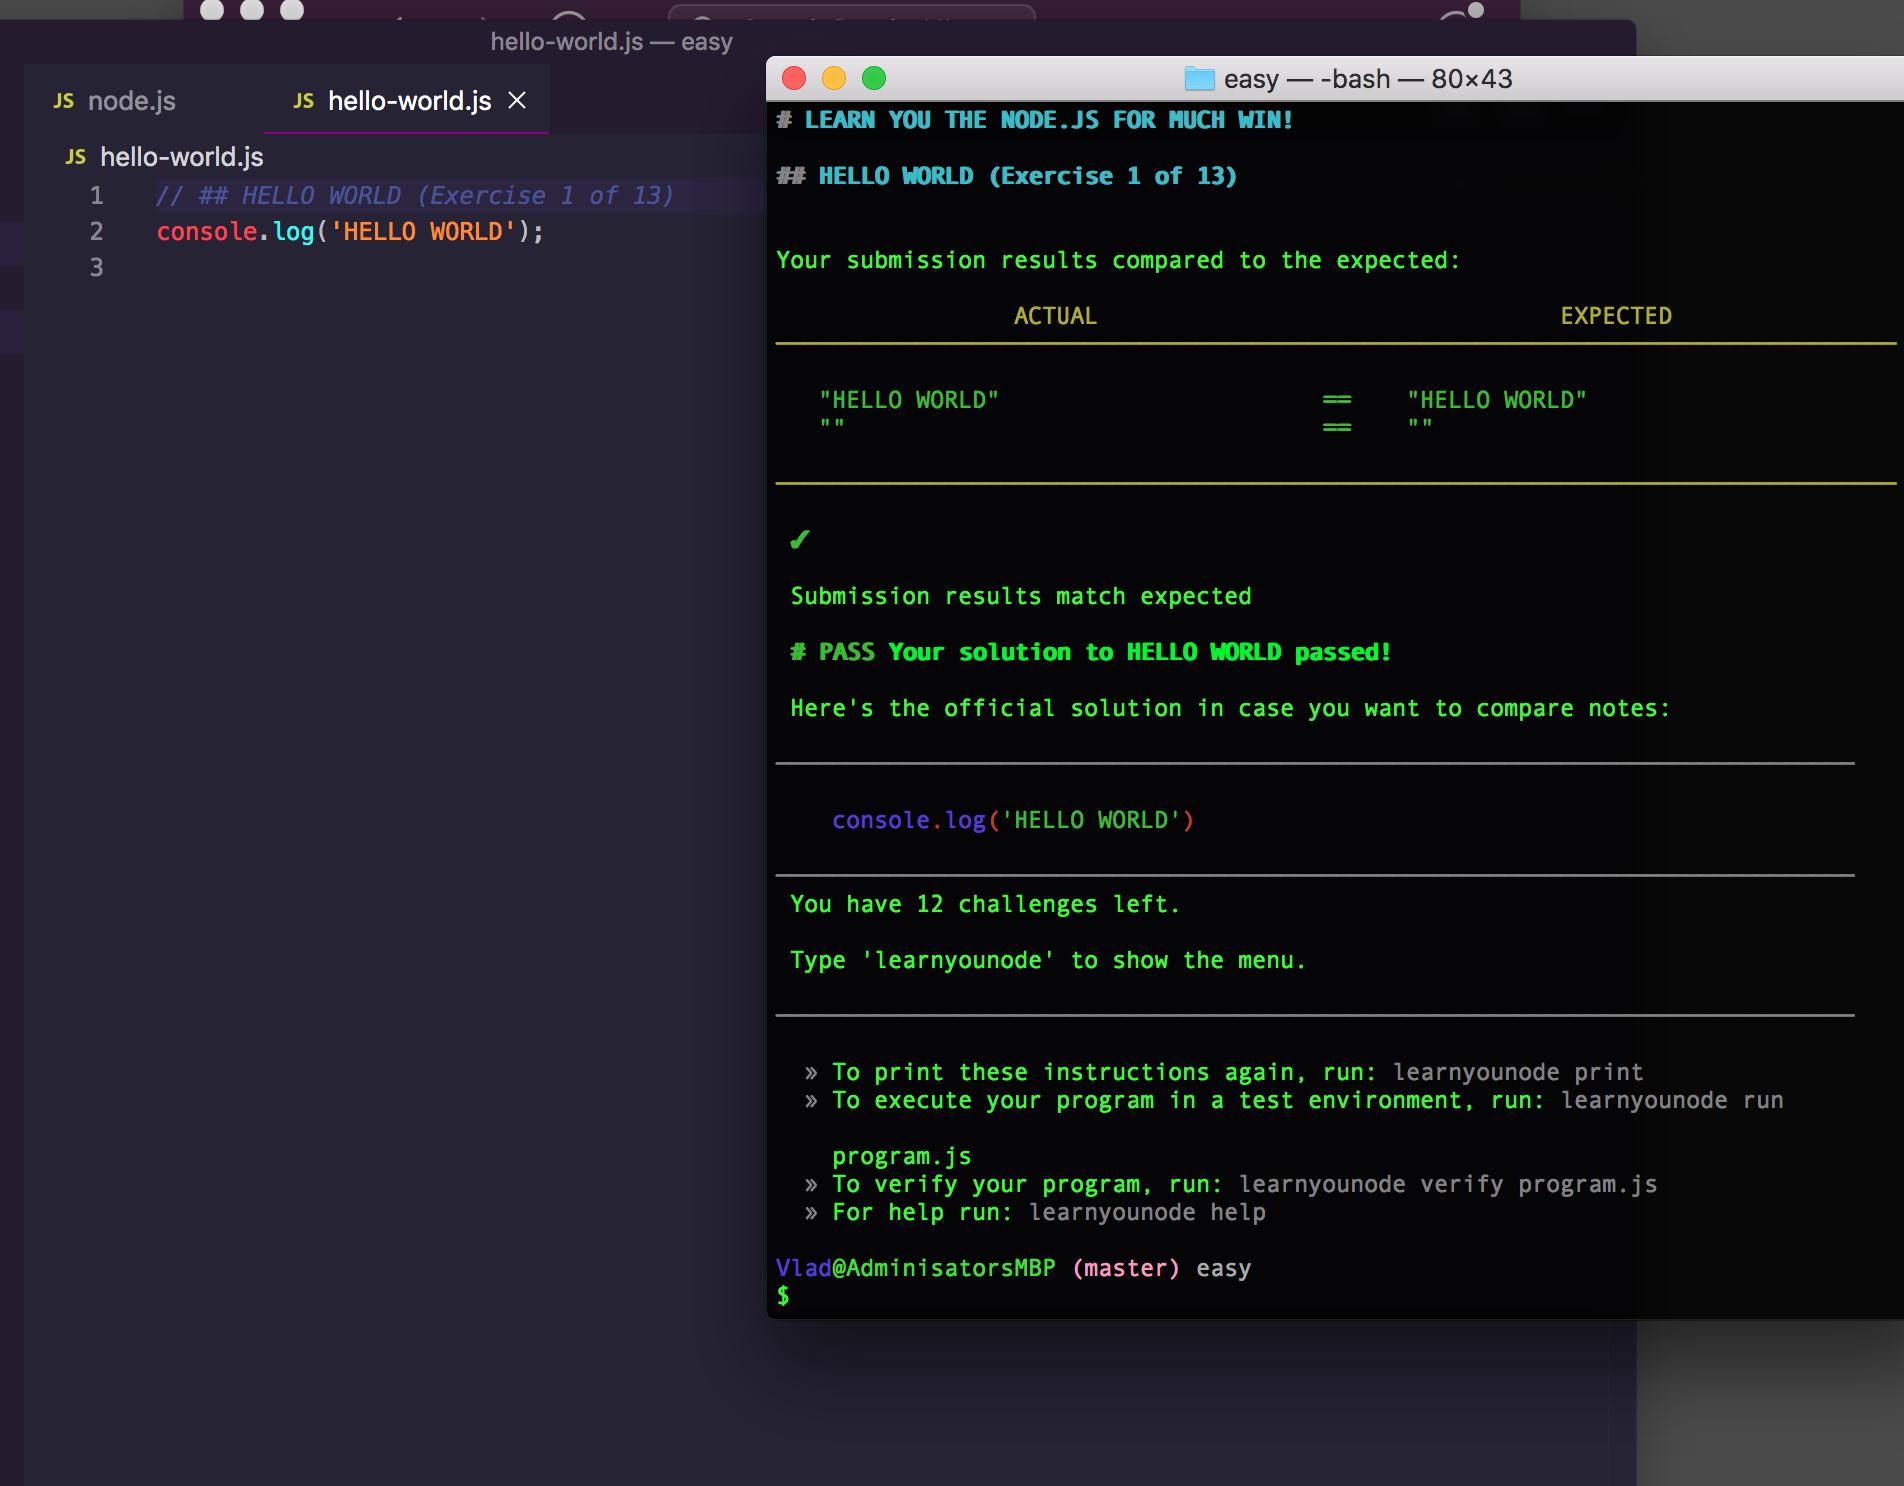 hello-world.js — easy
JS node.js
JS hello-world.js ×
JS hello-world.js
1 // ## HELLO WORLD (Exercise 1 of 13)
2 console.log('HELLO WORLD');
3
easy — -bash — 80×43
# LEARN YOU THE NODE.JS FOR MUCH WIN!
## HELLO WORLD (Exercise 1 of 13)
Your submission results compared to the expected:
ACTUAL EXPECTED
"HELLO WORLD" == "HELLO WORLD"
"" == ""
✓
Submission results match expected
# PASS Your solution to HELLO WORLD passed!
Here's the official solution in case you want to compare notes:
console.log('HELLO WORLD')
You have 12 challenges left.
Type 'learnyounode' to show the menu.
» To print these instructions again, run: learnyounode print
» To execute your program in a test environment, run: learnyounode run
program.js
» To verify your program, run: learnyounode verify program.js
» For help run: learnyounode help
Vlad@AdminisatorsMBP (master) easy
$